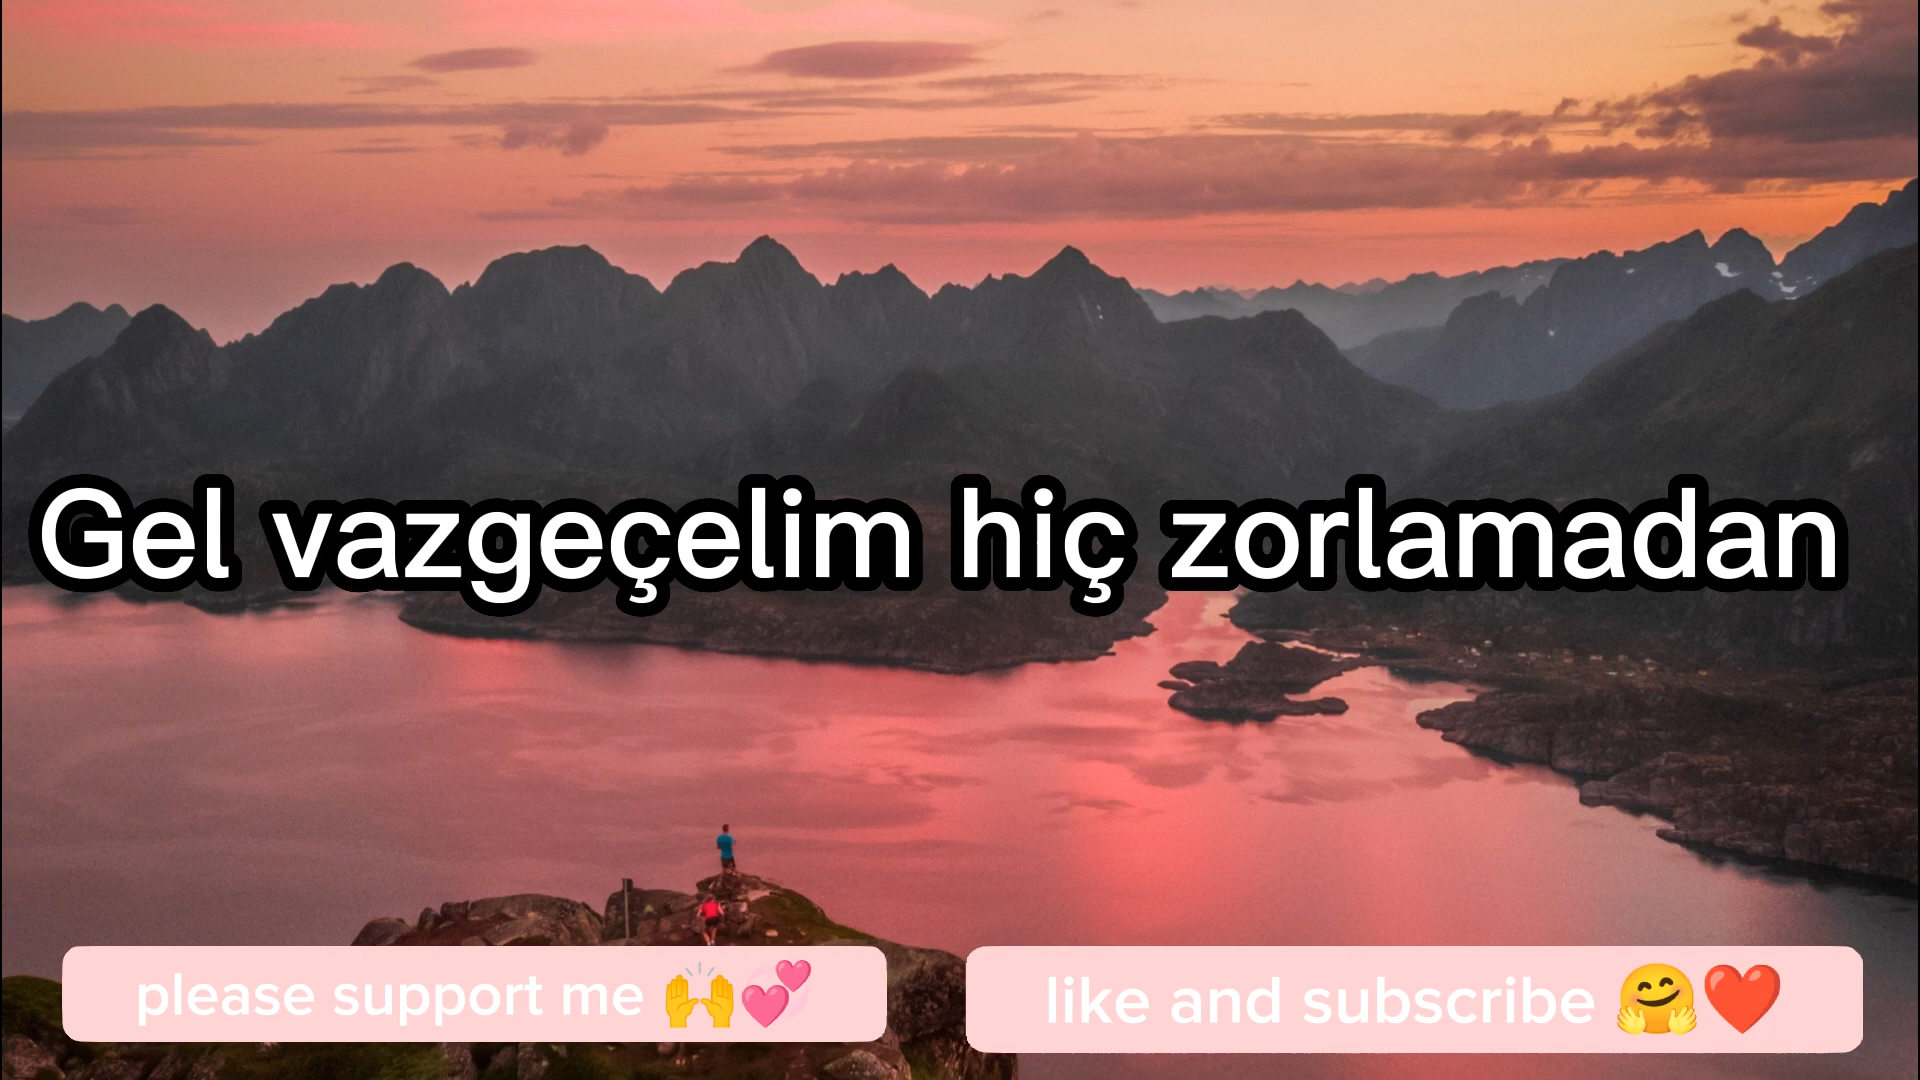 Gel vazgeçelim hiç zorlamadan
please support me 🙌💞
like and subscribe 🤗❤️